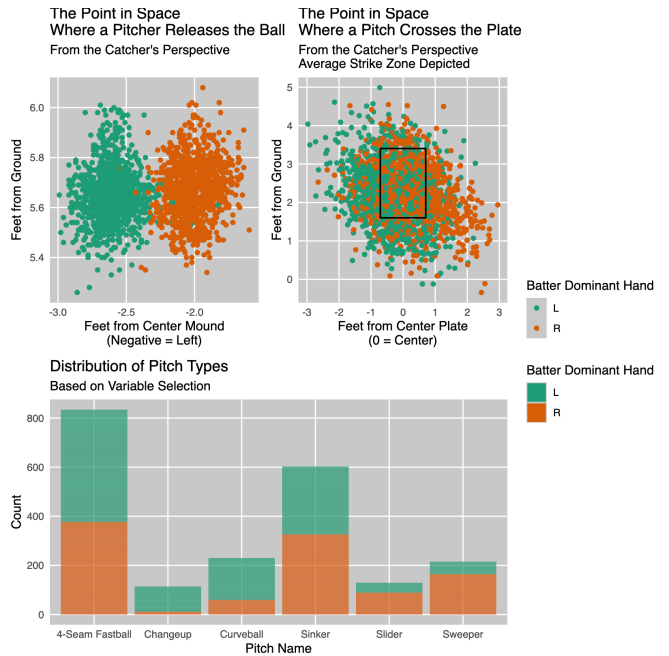 The Point in Space
Where a Pitcher Releases the Ball
From the Catcher's Perspective
6.0
5.8
5.6
5.4
Feet from Ground
-3.0
-2.5
-2.0
Feet from Center Mound
(Negative = Left)
The Point in Space
Where a Pitch Crosses the Plate
From the Catcher's Perspective
Average Strike Zone Depicted
5
4
3
2
1
0
Feet from Ground
-3
-2
-1
0
1
2
3
Feet from Center Plate
(0 = Center)
Batter Dominant Hand
L
R
Batter Dominant Hand
L
R
Distribution of Pitch Types
Based on Variable Selection
800
600
400
200
0
Count
4-Seam Fastball
Changeup
Curveball
Sinker
Slider
Sweeper
Pitch Name